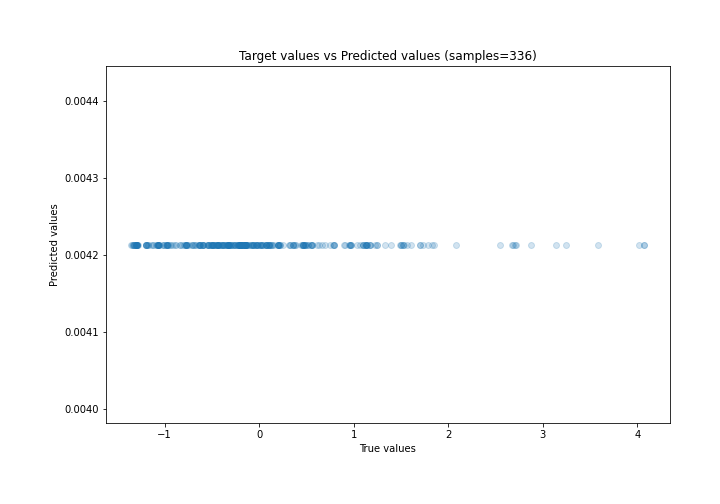 Target values vs Predicted values (samples=336)
0.0044
0.0043
0.0042
0.0041
0.0040
Predicted values
−1 0 1 2 3 4
True values